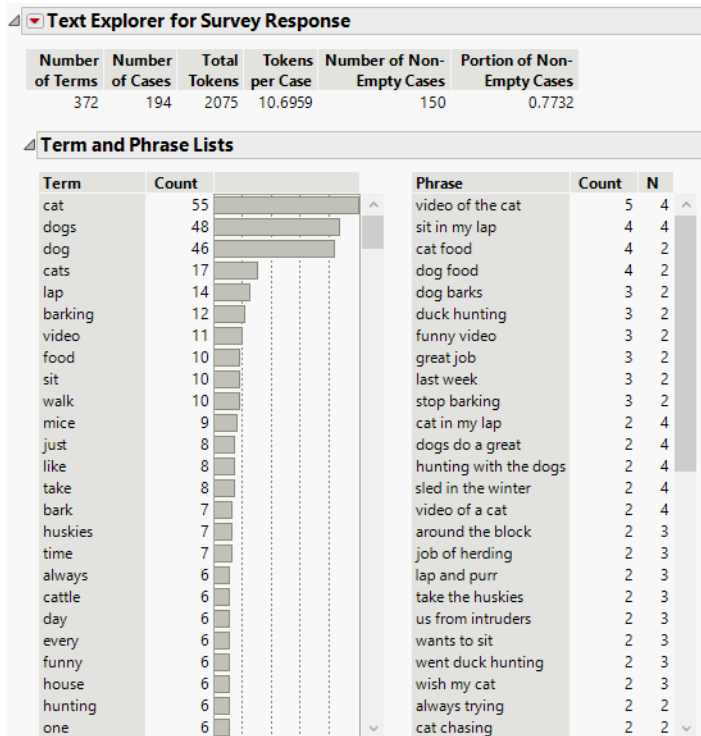 Text Explorer for Survey Response
Number Number Total Tokens Number of Non- Portion of Non-
of Terms of Cases Tokens per Case Empty Cases Empty Cases
372 194 2075 10.6959 150 0.7732
Term and Phrase Lists
Term Count Phrase Count N
cat 55 video of the cat 5 4
dogs 48 sit in my lap 4 4
dog 46 cat food 4 2
cats 17 dog food 4 2
lap 14 dog barks 3 2
barking 12 duck hunting 3 2
video 11 funny video 3 2
food 10 great job 3 2
sit 10 last week 3 2
walk 10 stop barking 3 2
mice 9 cat in my lap 2 4
just 8 dogs do a great 2 4
like 8 hunting with the dogs 2 4
take 8 sled in the winter 2 4
bark 7 video of a cat 2 4
huskies 7 around the block 2 3
time 7 job of herding 2 3
always 6 lap and purr 2 3
cattle 6 take the huskies 2 3
day 6 us from intruders 2 3
every 6 wants to sit 2 3
funny 6 went duck hunting 2 3
house 6 wish my cat 2 3
hunting 6 always trying 2 2
one 6 cat chasing 2 2